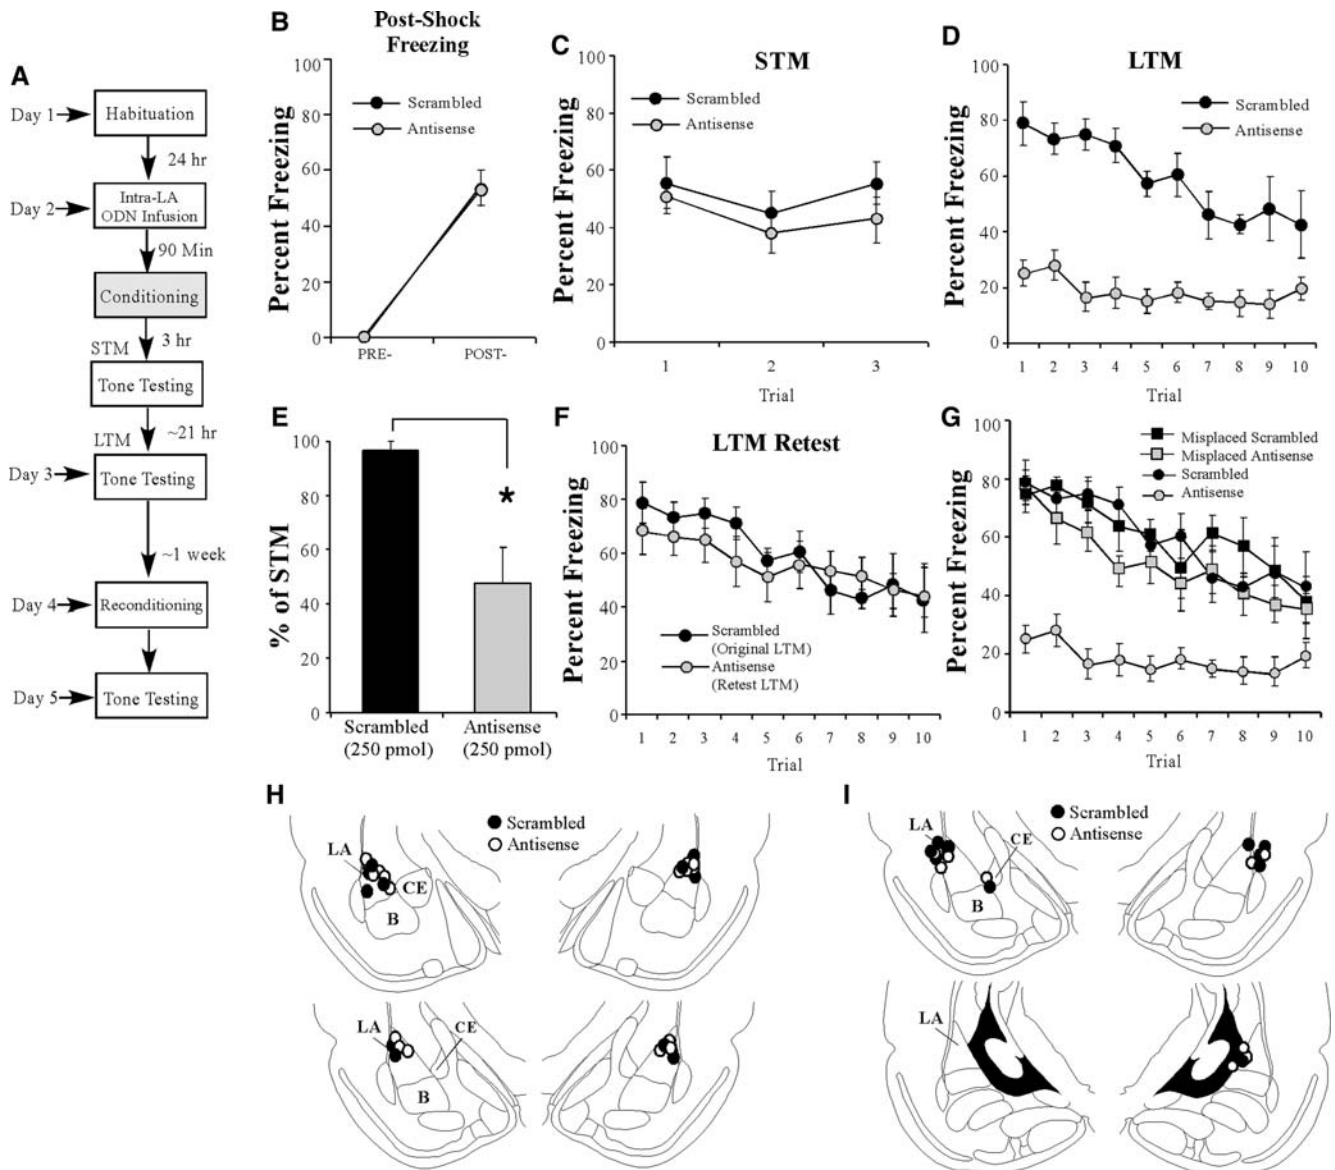 A
Day 1
Habituation
24 hr
Day 2
Intra-LA
ODN Infusion
90 Min
Conditioning
STM
3 hr
Tone Testing
LTM
~21 hr
Day 3
Tone Testing
~1 week
Day 4
Reconditioning
Day 5
Tone Testing
B
Post-Shock
Freezing
Percent Freezing
100
80
60
40
20
0
Scrambled
Antisense
PRE-
POST-
C
STM
Percent Freezing
100
80
60
40
20
0
Scrambled
Antisense
1 2 3
Trial
D
LTM
Percent Freezing
100
80
60
40
20
0
Scrambled
Antisense
1 2 3 4 5 6 7 8 9 10
Trial
E
% of STM
100
80
60
40
20
0
*
Scrambled
(250 pmol)
Antisense
(250 pmol)
F
LTM Retest
Percent Freezing
100
80
60
40
20
0
Scrambled
(Original LTM)
Antisense
(Retest LTM)
1 2 3 4 5 6 7 8 9 10
Trial
G
Percent Freezing
100
80
60
40
20
0
Misplaced Scrambled
Misplaced Antisense
Scrambled
Antisense
1 2 3 4 5 6 7 8 9 10
Trial
H
Scrambled
Antisense
LA
CE
B
LA
CE
B
I
Scrambled
Antisense
LA
CE
B
LA